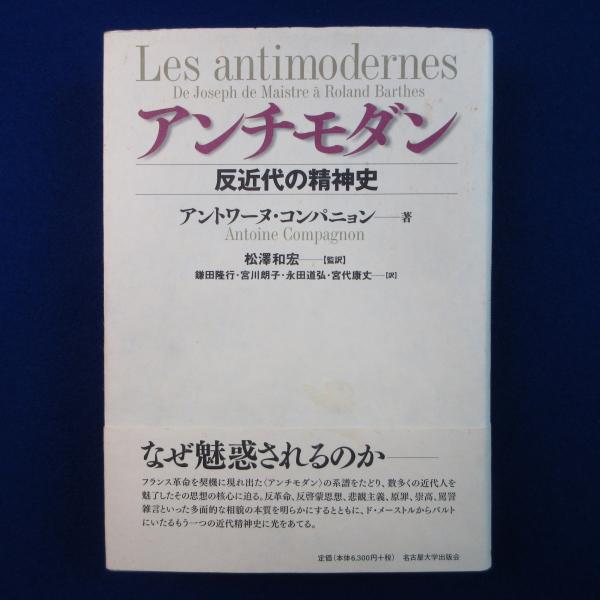 Les antimodernes
De Joseph de Maistre à Roland Barthes
アンチモダン
反近代の精神史
アントワーヌ・コンパニョン──著
Antoine Compagnon
松澤和宏──【監訳】
鎌田隆行・宮川朗子・永田道弘・宮代康丈─【訳】
なぜ魅惑されるのか──
フランス革命を契機に現れ出た〈アンチモダン〉の系譜をたどり、数多くの近代人を
魅了したその思想の核心に迫る。反革命、反啓蒙思想、悲観主義、原罪、崇高、罵詈
雑言といった多面的な相貌の本質を明らかにするとともに、ド・メーストルからバルト
にいたるもう一つの近代精神史に光をあてる。
定価(本体6,300円+税) 名古屋大学出版会